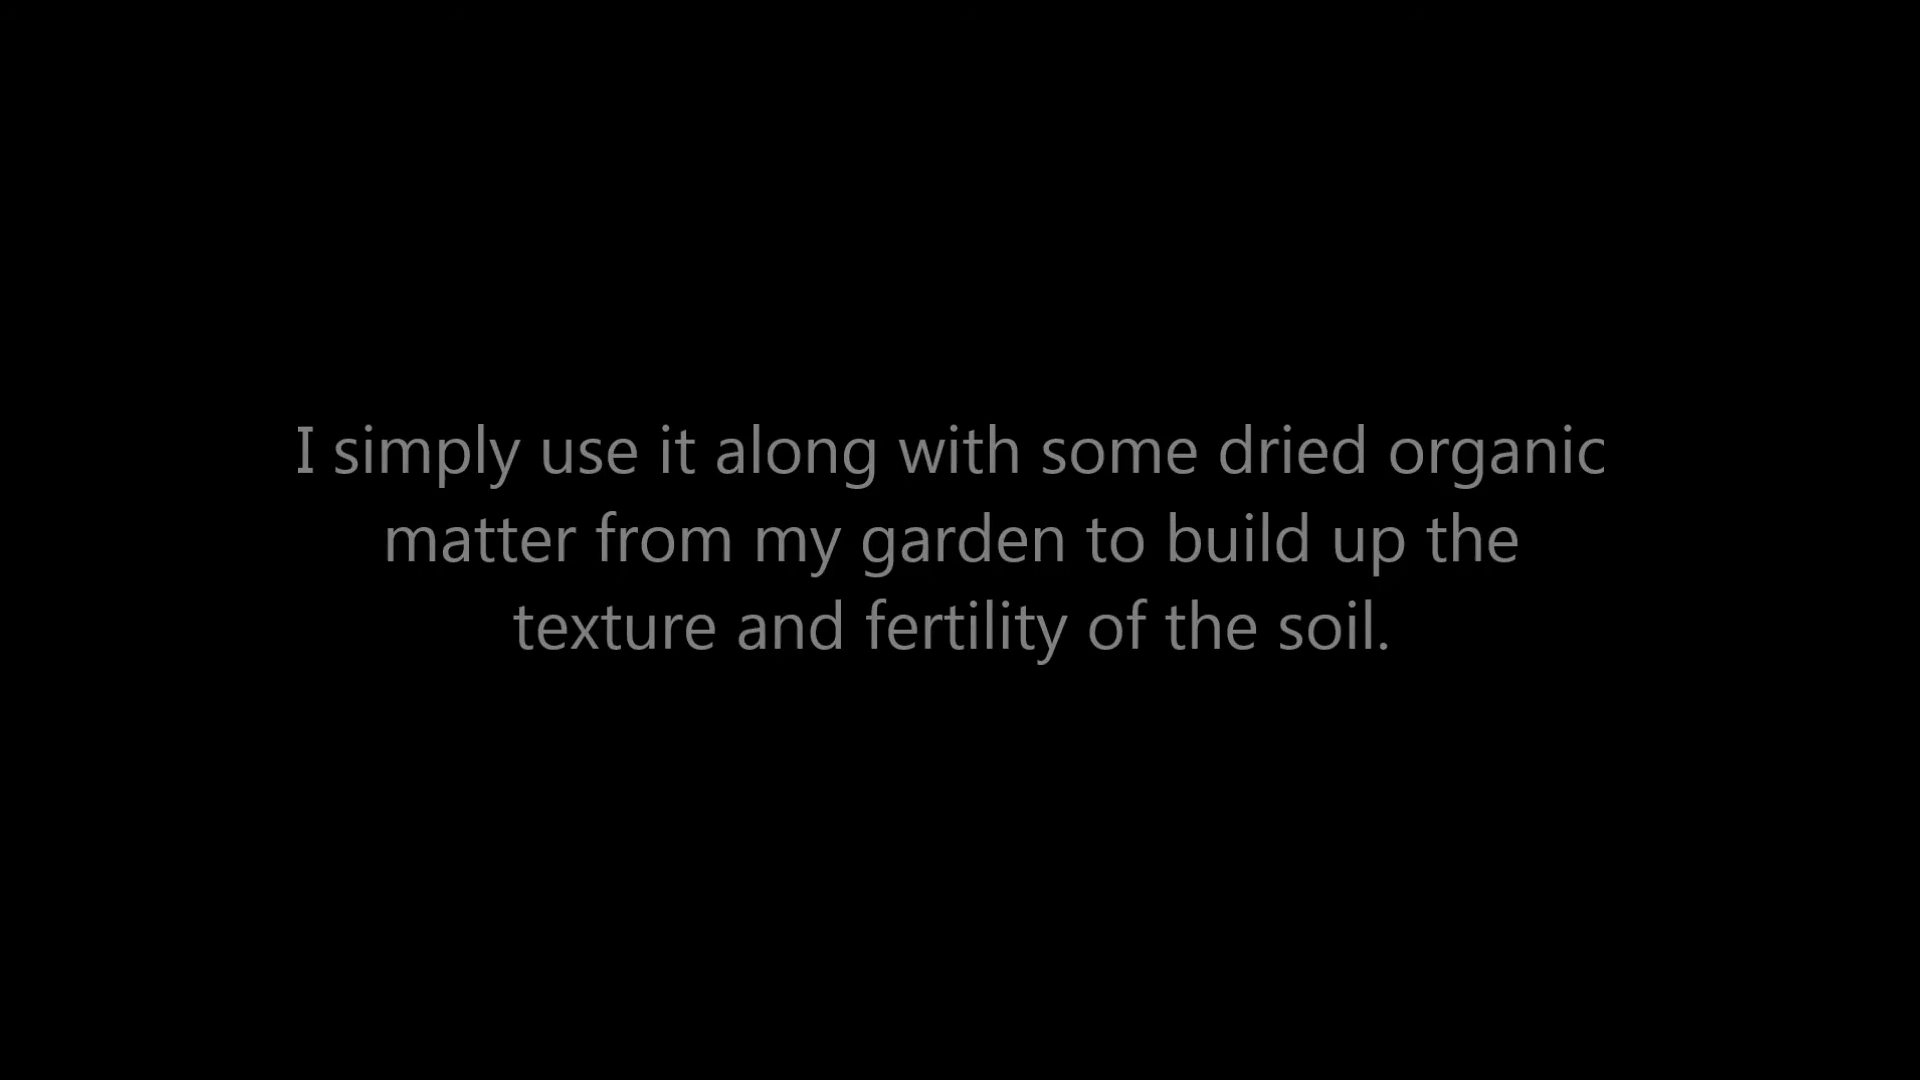 I simply use it along with some dried organic
matter from my garden to build up the
texture and fertility of the soil.